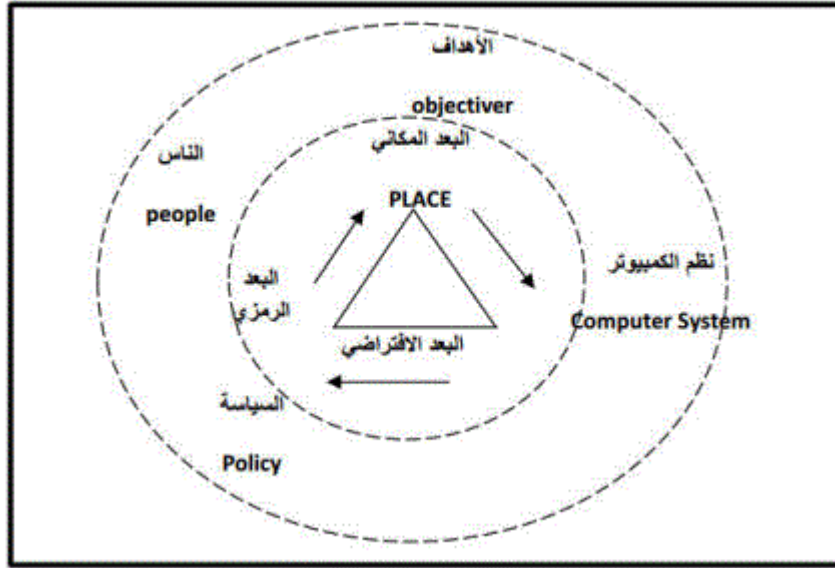 الأهداف
objectiver
البعد المكاني
الناس
people
PLACE
نظم الكمبيوتر
Computer System
البعد
الرمزي
البعد الافتراضي
السياسة
Policy